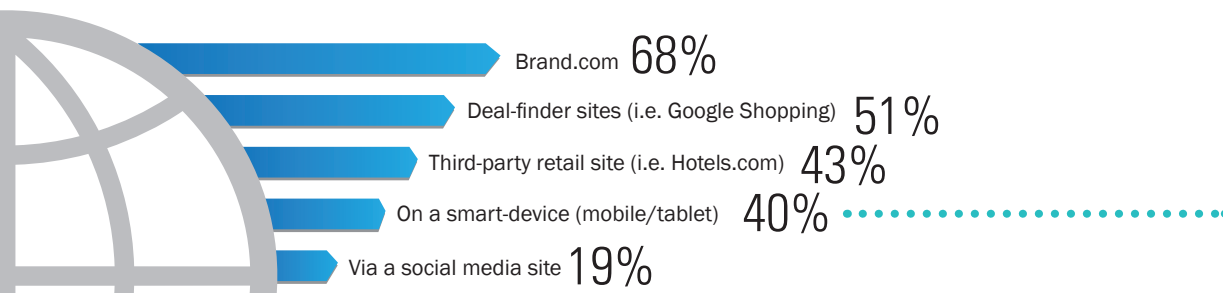 Brand.com 68%
Deal-finder sites (i.e. Google Shopping) 51%
Third-party retail site (i.e. Hotels.com) 43%
On a smart-device (mobile/tablet) 40%
Via a social media site 19%